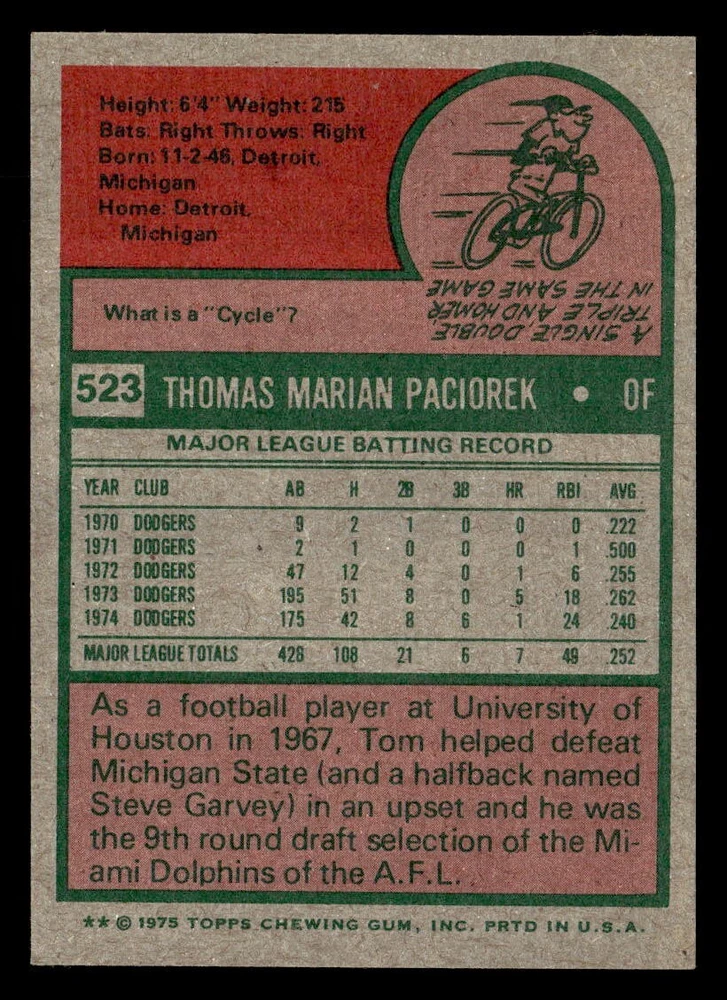 Height: 6'4" Weight: 215
Bats: Right Throws: Right
Born: 11-2-46, Detroit,
Michigan
Home: Detroit,
Michigan
What is a "Cycle"?
A SINGLE, DOUBLE,
TRIPLE AND HOMER
IN THE SAME GAME
523 THOMAS MARIAN PACIOREK • OF
MAJOR LEAGUE BATTING RECORD
YEAR CLUB AB H 2B 3B HR RBI AVG
1970 DODGERS 9 2 1 0 0 0 .222
1971 DODGERS 2 1 0 0 0 1 .500
1972 DODGERS 47 12 4 0 1 6 .255
1973 DODGERS 195 51 8 0 5 18 .262
1974 DODGERS 175 42 8 6 1 24 .240
MAJOR LEAGUE TOTALS 428 108 21 6 7 49 .252
As a football player at University of
Houston in 1967, Tom helped defeat
Michigan State (and a halfback named
Steve Garvey) in an upset and he was
the 9th round draft selection of the Mi-
ami Dolphins of the A.F.L.
** © 1975 TOPPS CHEWING GUM, INC. PRTD IN U.S.A.